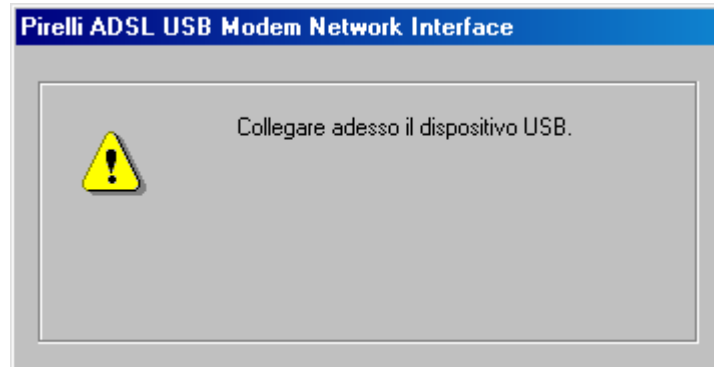 Pirelli ADSL USB Modem Network Interface
Collegare adesso il dispositivo USB.